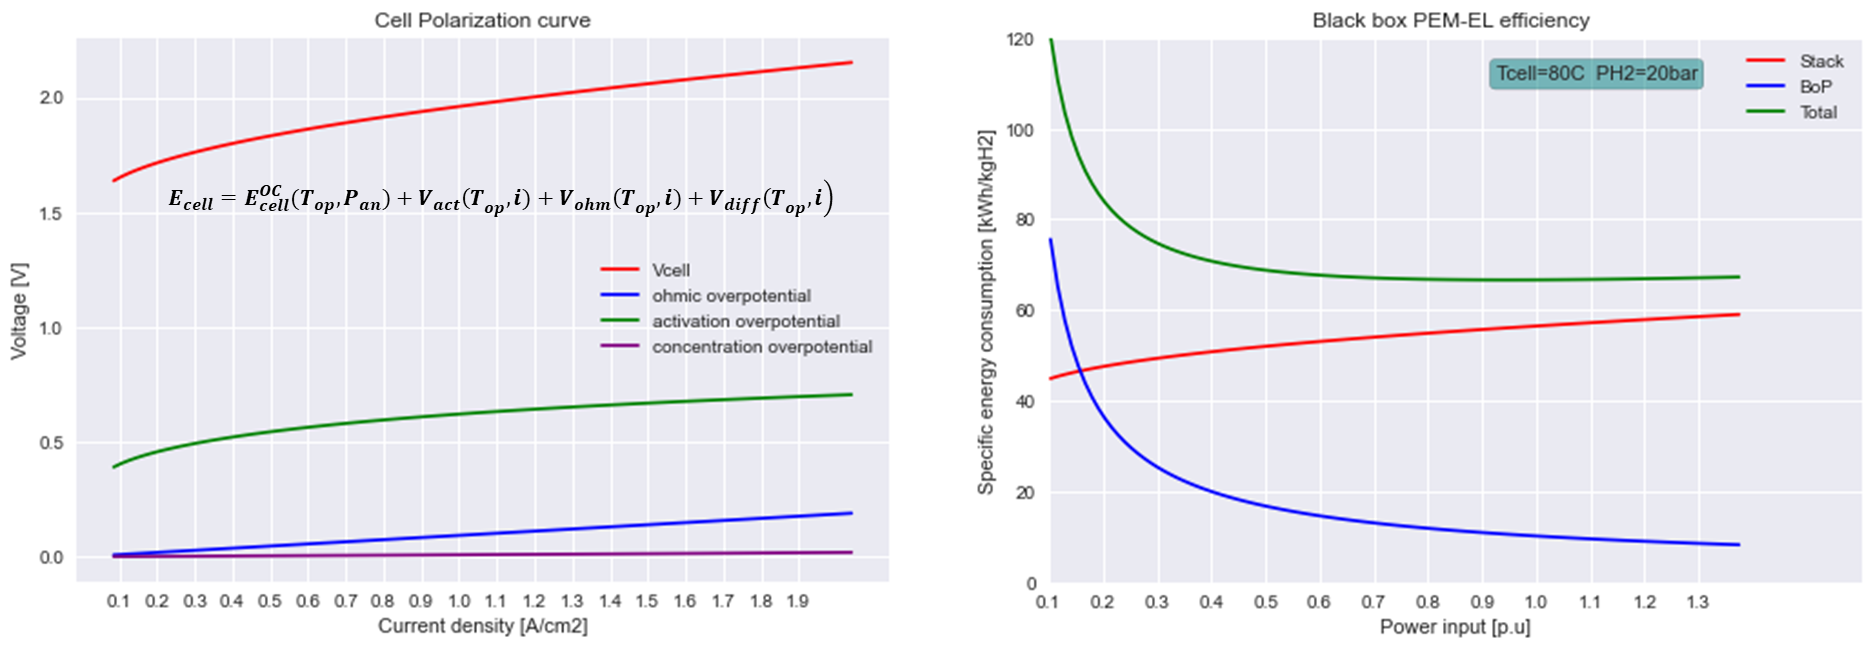 Cell Polarization curve
2.0
1.5
1.0
0.5
0.0
Voltage [V]
E_cell = E_cell^OC(T_op, P_an) + V_act(T_op, i) + V_ohm(T_op, i) + V_diff(T_op, i)
Vcell
ohmic overpotential
activation overpotential
concentration overpotential
0.1 0.2 0.3 0.4 0.5 0.6 0.7 0.8 0.9 1.0 1.1 1.2 1.3 1.4 1.5 1.6 1.7 1.8 1.9
Current density [A/cm2]
Black box PEM-EL efficiency
120
100
80
60
40
20
0
Specific energy consumption [kWh/kgH2]
Tcell=80C PH2=20bar
Stack
BoP
Total
0.1 0.2 0.3 0.4 0.5 0.6 0.7 0.8 0.9 1.0 1.1 1.2 1.3
Power input [p.u]